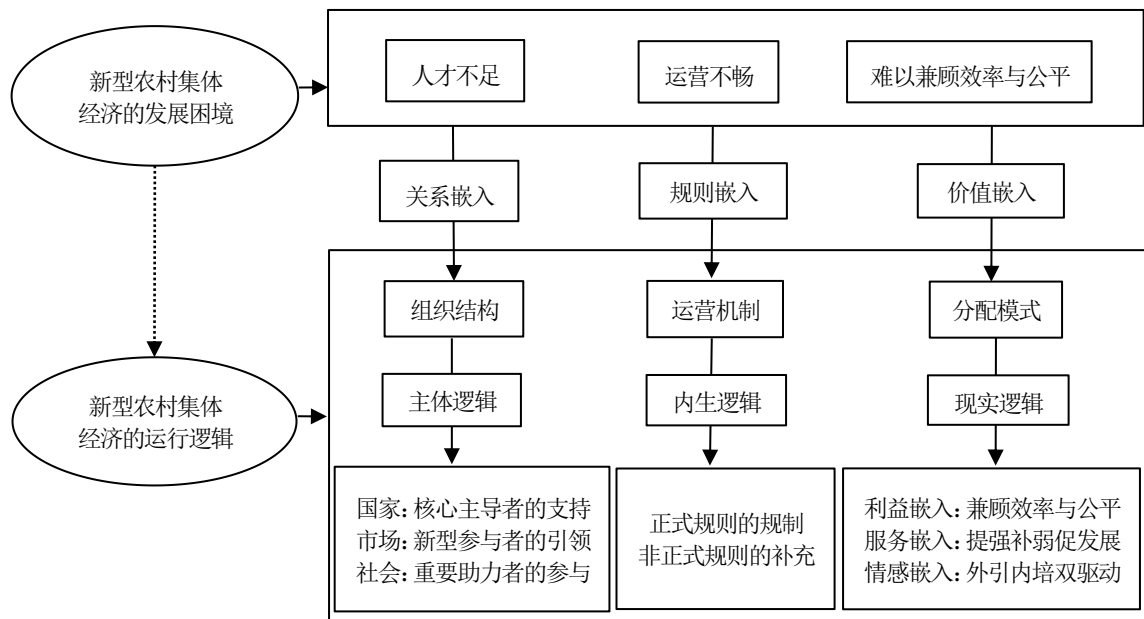 新型农村集体
经济的发展困境
人才不足
运营不畅
难以兼顾效率与公平
关系嵌入
规则嵌入
价值嵌入
组织结构
运营机制
分配模式
新型农村集体
经济的运行逻辑
主体逻辑
内生逻辑
现实逻辑
国家：核心主导者的支持
市场：新型参与者的引领
社会：重要助力者的参与
正式规则的规制
非正式规则的补充
利益嵌入：兼顾效率与公平
服务嵌入：提强补弱促发展
情感嵌入：外引内培双驱动